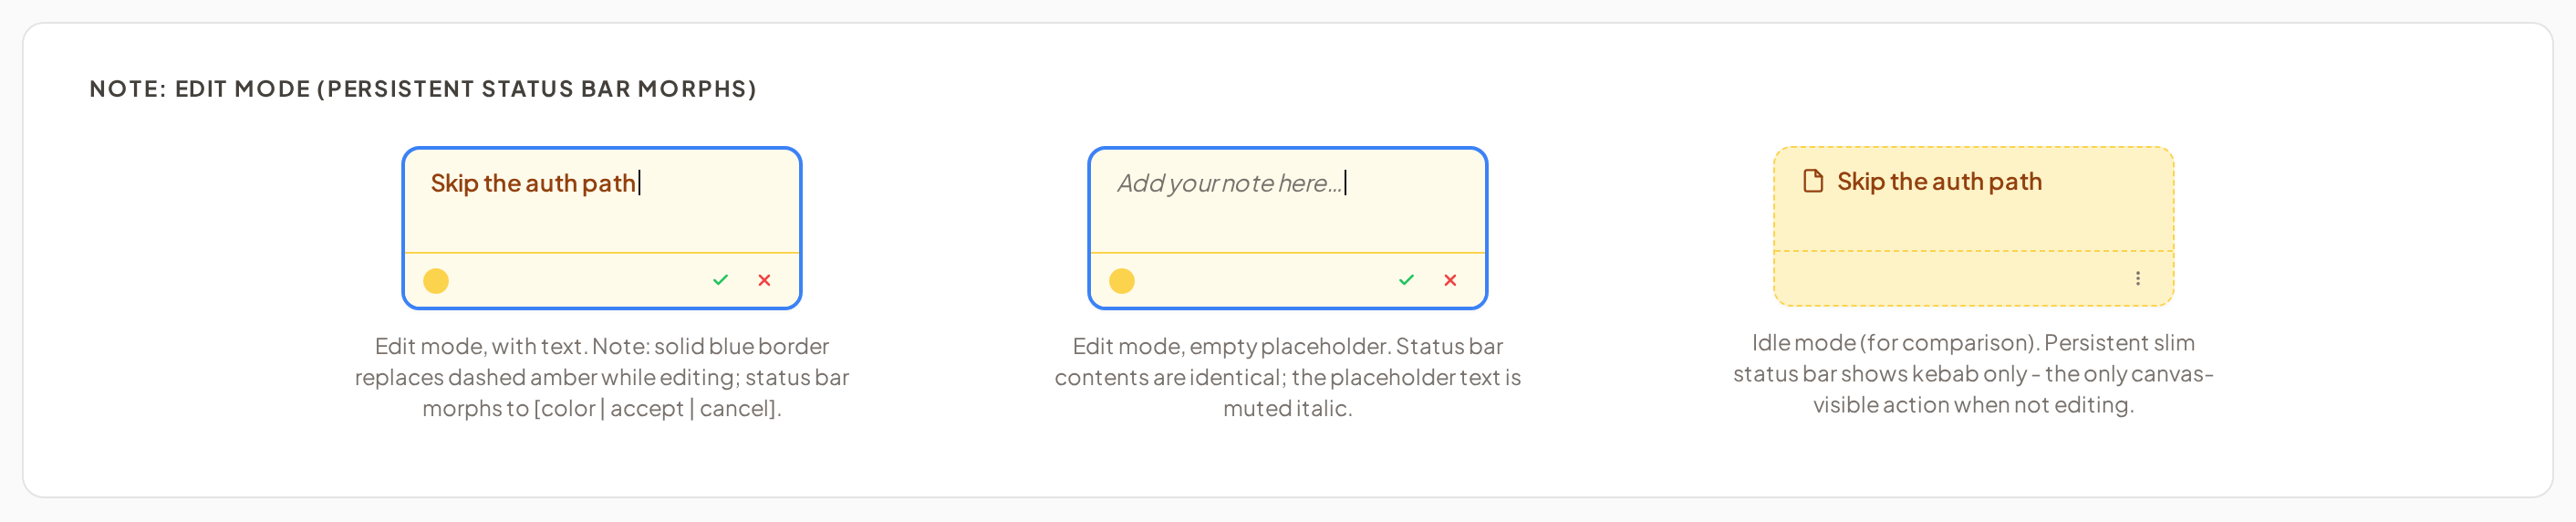 NOTE: EDIT MODE (PERSISTENT STATUS BAR MORPHS)
Skip the auth path
Edit mode, with text. Note: solid blue border
replaces dashed amber while editing; status bar
morphs to [color | accept | cancel].
Add your note here...
Edit mode, empty placeholder. Status bar
contents are identical; the placeholder text is
muted italic.
Skip the auth path
Idle mode (for comparison). Persistent slim
status bar shows kebab only - the only canvas-
visible action when not editing.